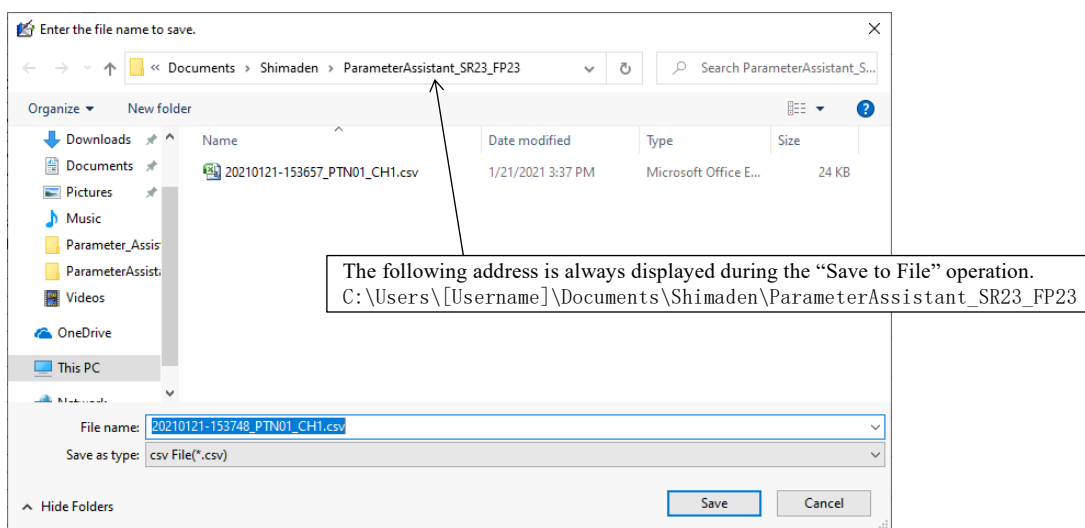 Enter the file name to save.
« Documents › Shimaden › ParameterAssistant_SR23_FP23
Search ParameterAssistant_S...
Organize
New folder
?
Name
Date modified
Type
Size
20210121-153657_PTN01_CH1.csv
1/21/2021 3:37 PM
Microsoft Office E...
24 KB
Downloads
Documents
Pictures
Music
Parameter_Assis
ParameterAssista
Videos
OneDrive
This PC
Network
The following address is always displayed during the “Save to File” operation.
C:\Users\[Username]\Documents\Shimaden\ParameterAssistant_SR23_FP23
File name: 20210121-153748_PTN01_CH1.csv
Save as type: csv File(*.csv)
Hide Folders
Save
Cancel